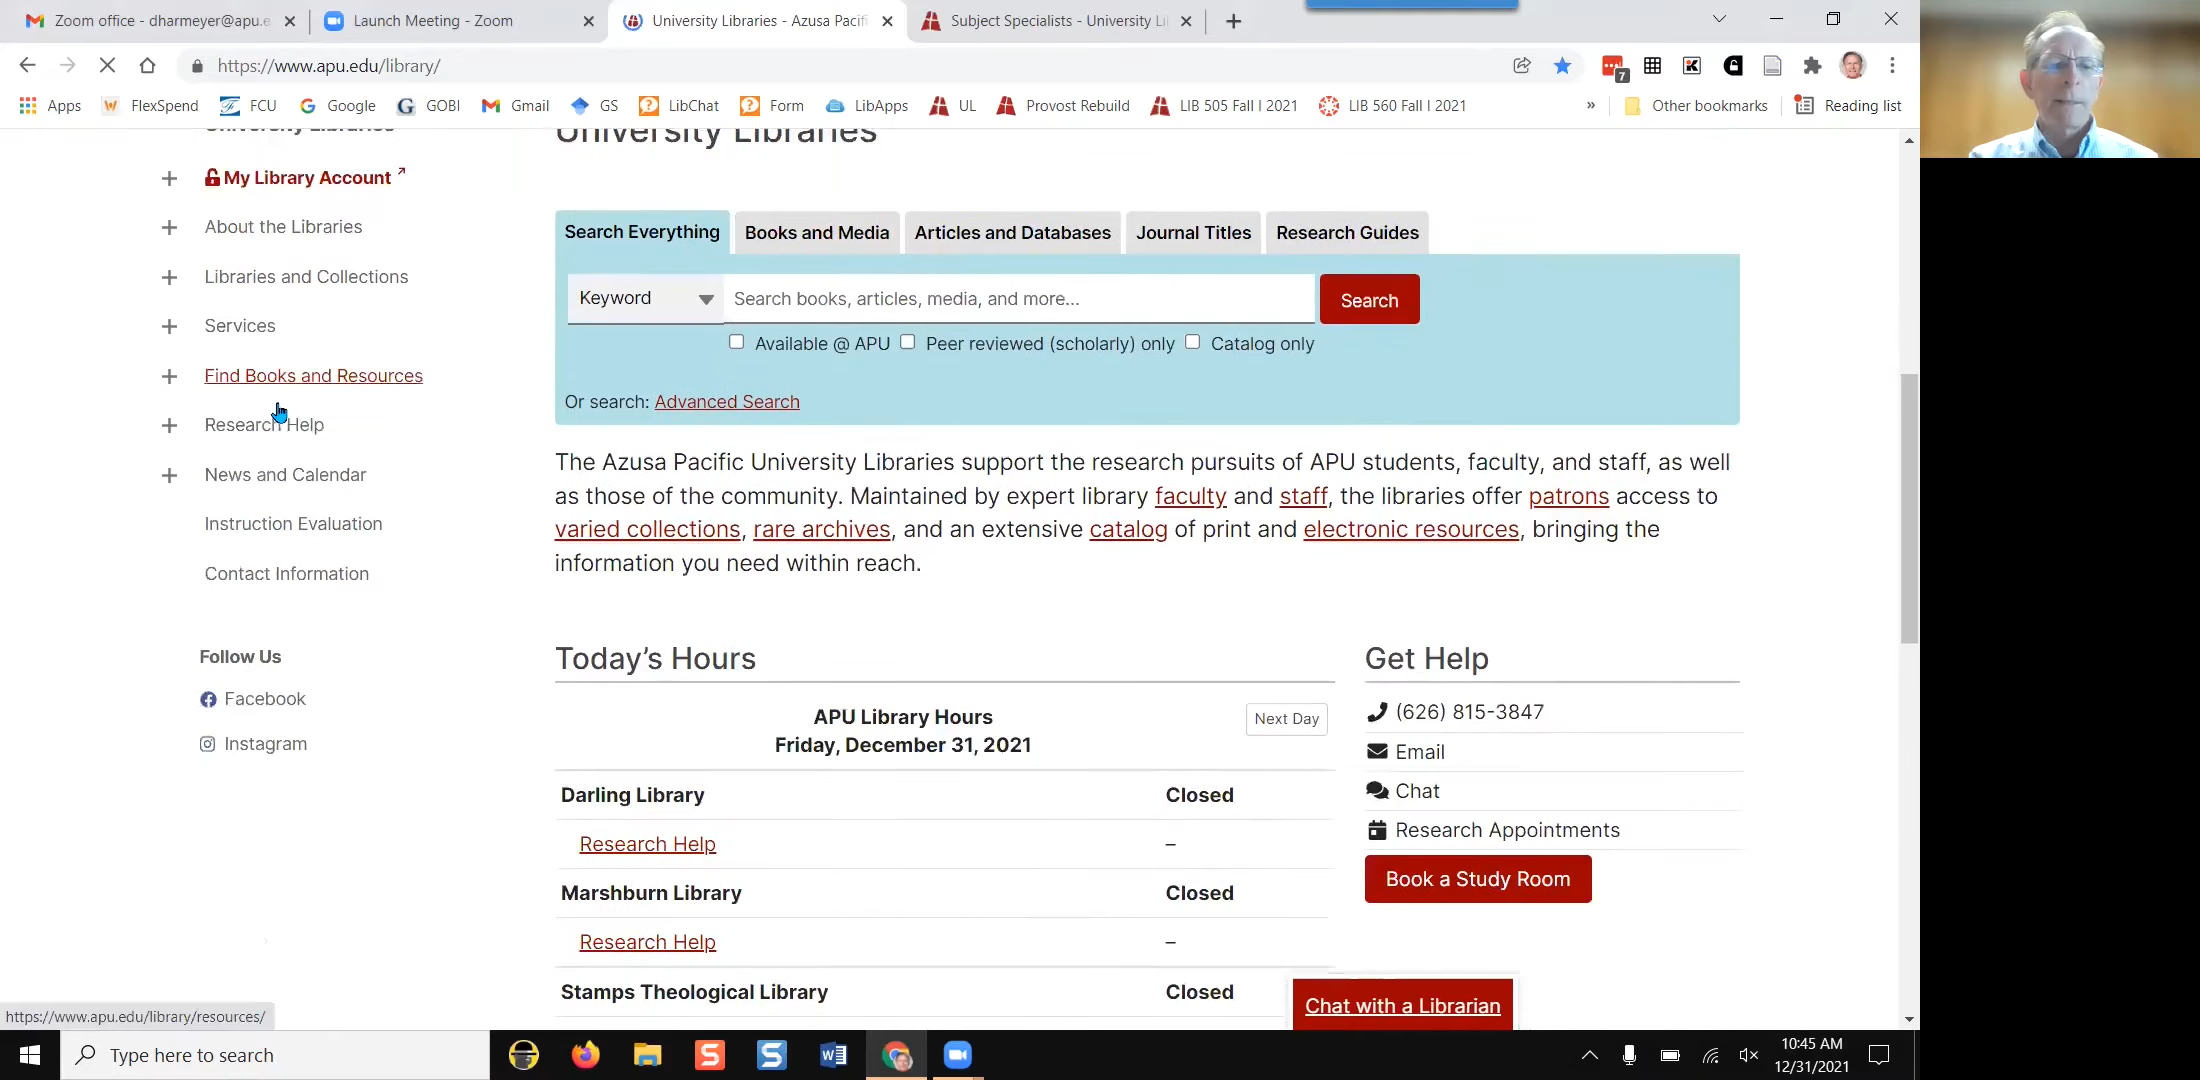 Zoom office - dharmeyer@apu.e
Launch Meeting - Zoom
University Libraries - Azusa Pacifi
Subject Specialists - University Li
https://www.apu.edu/library/
7
Apps
FlexSpend
FCU
Google
GOBI
Gmail
GS
LibChat
Form
LibApps
UL
Provost Rebuild
LIB 505 Fall I 2021
LIB 560 Fall I 2021
»
Other bookmarks
Reading list
University Libraries
My Library Account
About the Libraries
Libraries and Collections
Services
Find Books and Resources
Research Help
News and Calendar
Instruction Evaluation
Contact Information
Follow Us
Facebook
Instagram
University Libraries
Search Everything
Books and Media
Articles and Databases
Journal Titles
Research Guides
Keyword
Search books, articles, media, and more...
Search
Available @ APU
Peer reviewed (scholarly) only
Catalog only
Or search: Advanced Search
The Azusa Pacific University Libraries support the research pursuits of APU students, faculty, and staff, as well
as those of the community. Maintained by expert library faculty and staff, the libraries offer patrons access to
varied collections, rare archives, and an extensive catalog of print and electronic resources, bringing the
information you need within reach.
Today's Hours
APU Library Hours
Friday, December 31, 2021
Next Day
Darling Library Closed
Research Help –
Marshburn Library Closed
Research Help –
Stamps Theological Library Closed
Get Help
(626) 815-3847
Email
Chat
Research Appointments
Book a Study Room
Chat with a Librarian
https://www.apu.edu/library/resources/
Type here to search
10:45 AM
12/31/2021